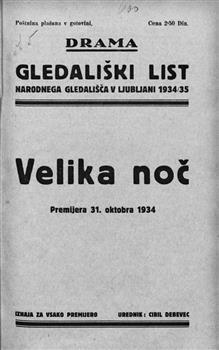 Poštnina plačana v gotovini. Cena 2·50 Din.
DRAMA
GLEDALIŠKI LIST
NARODNEGA GLEDALIŠČA V LJUBLJANI 1934/35
Velika noč
Premijera 31. oktobra 1934
IZHAJA ZA VSAKO PREMIJERO UREDNIK: CIRIL DEBEVEC